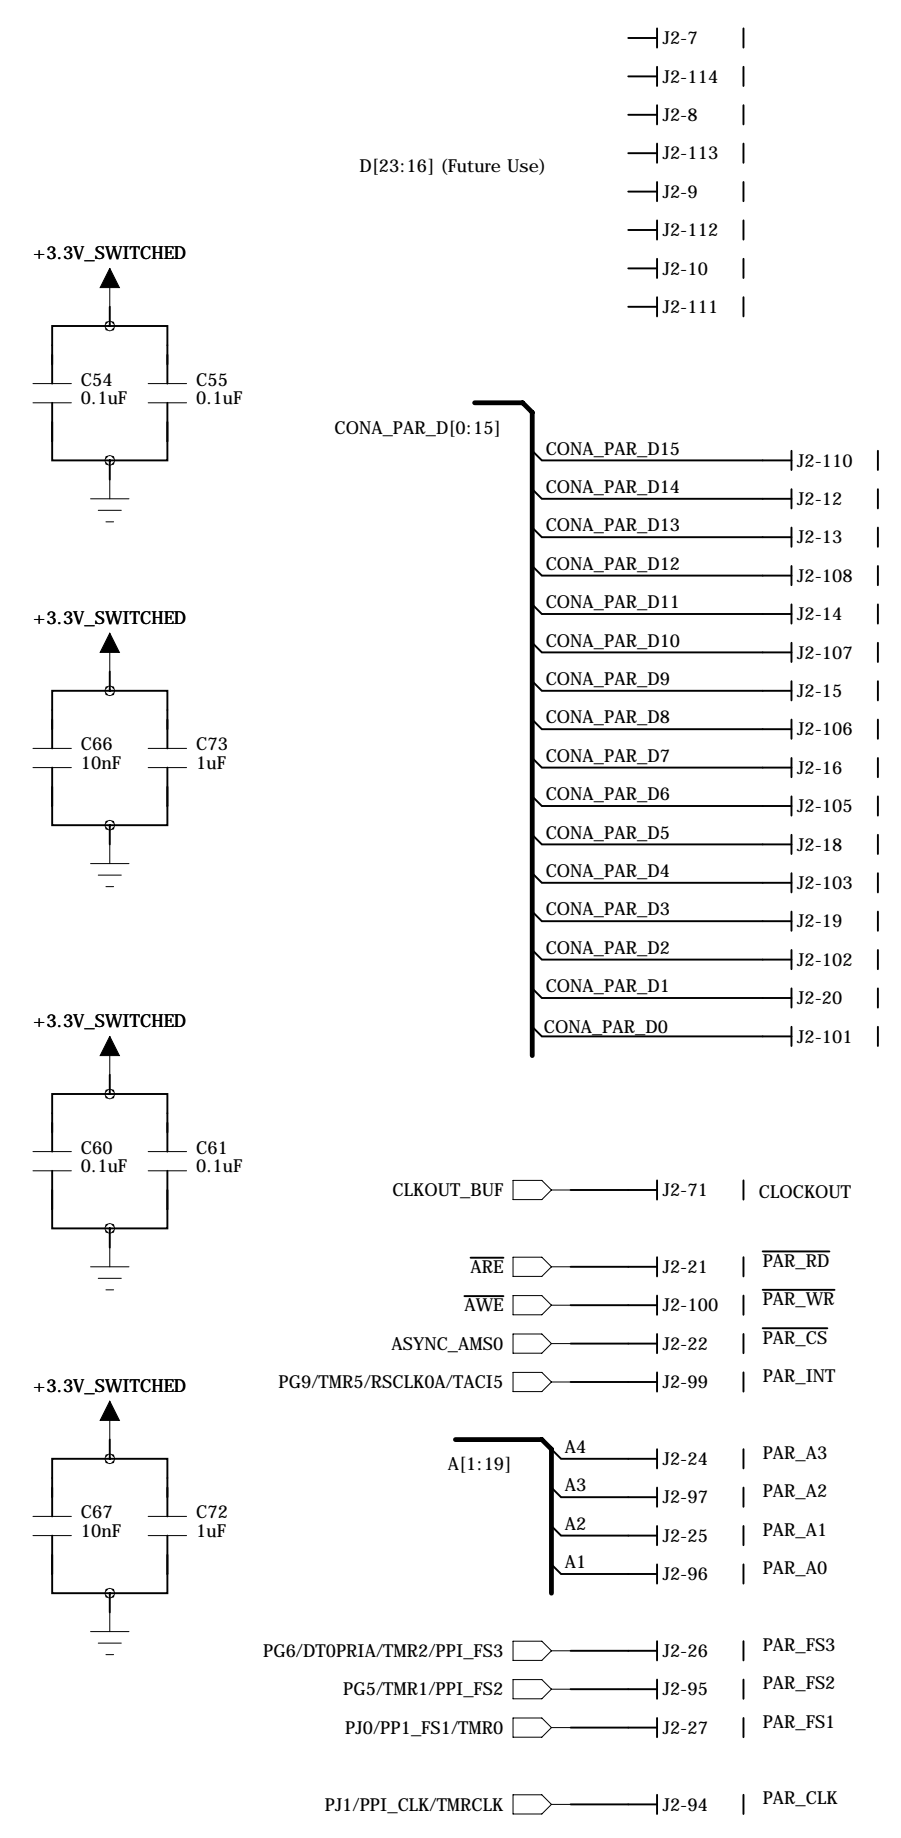 J2-7
J2-114
J2-8
J2-113
D[23:16] (Future Use)
J2-9
J2-112
J2-10
J2-111
+3.3V_SWITCHED
C54
0.1uF
C55
0.1uF
CONA_PAR_D[0:15]
CONA_PAR_D15 J2-110
CONA_PAR_D14 J2-12
CONA_PAR_D13 J2-13
CONA_PAR_D12 J2-108
CONA_PAR_D11 J2-14
CONA_PAR_D10 J2-107
CONA_PAR_D9 J2-15
CONA_PAR_D8 J2-106
CONA_PAR_D7 J2-16
CONA_PAR_D6 J2-105
CONA_PAR_D5 J2-18
CONA_PAR_D4 J2-103
CONA_PAR_D3 J2-19
CONA_PAR_D2 J2-102
CONA_PAR_D1 J2-20
CONA_PAR_D0 J2-101
+3.3V_SWITCHED
C66
10nF
C73
1uF
+3.3V_SWITCHED
C60
0.1uF
C61
0.1uF
CLKOUT_BUF J2-71 CLOCKOUT
ARE J2-21 PAR_RD
AWE J2-100 PAR_WR
ASYNC_AMS0 J2-22 PAR_CS
PG9/TMR5/RSCLK0A/TACI5 J2-99 PAR_INT
+3.3V_SWITCHED
C67
10nF
C72
1uF
A[1:19]
A4 J2-24 PAR_A3
A3 J2-97 PAR_A2
A2 J2-25 PAR_A1
A1 J2-96 PAR_A0
PG6/DT0PRIA/TMR2/PPI_FS3 J2-26 PAR_FS3
PG5/TMR1/PPI_FS2 J2-95 PAR_FS2
PJ0/PP1_FS1/TMR0 J2-27 PAR_FS1
PJ1/PPI_CLK/TMRCLK J2-94 PAR_CLK